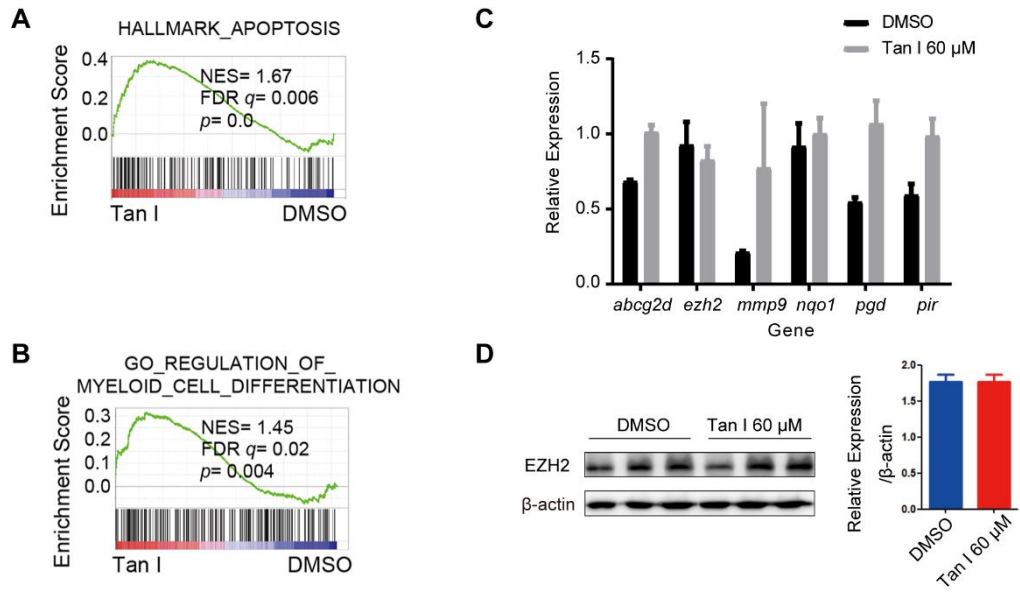 A
HALLMARK_APOPTOSIS
Enrichment Score
0.4
0.2
0.0
NES= 1.67
FDR q= 0.006
p= 0.0
Tan I DMSO
B
GO_REGULATION_OF_
MYELOID_CELL_DIFFERENTIATION
Enrichment Score
0.3
0.2
0.1
0.0
NES= 1.45
FDR q= 0.02
p= 0.004
Tan I DMSO
C
DMSO
Tan I 60 μM
Relative Expression
1.5
1.0
0.5
0.0
abcg2d ezh2 mmp9 nqo1 pgd pir
Gene
D
DMSO Tan I 60 μM
EZH2
β-actin
Relative Expression
/β-actin
2.0
1.5
1.0
0.5
0.0
DMSO
Tan I 60 μM